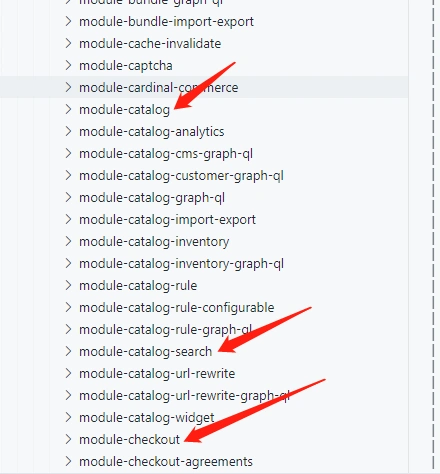 module-bundle-graph-ql
module-bundle-import-export
module-cache-invalidate
module-captcha
module-cardinal-commerce
module-catalog
module-catalog-analytics
module-catalog-cms-graph-ql
module-catalog-customer-graph-ql
module-catalog-graph-ql
module-catalog-import-export
module-catalog-inventory
module-catalog-inventory-graph-ql
module-catalog-rule
module-catalog-rule-configurable
module-catalog-rule-graph-ql
module-catalog-search
module-catalog-url-rewrite
module-catalog-url-rewrite-graph-ql
module-catalog-widget
module-checkout
module-checkout-agreements